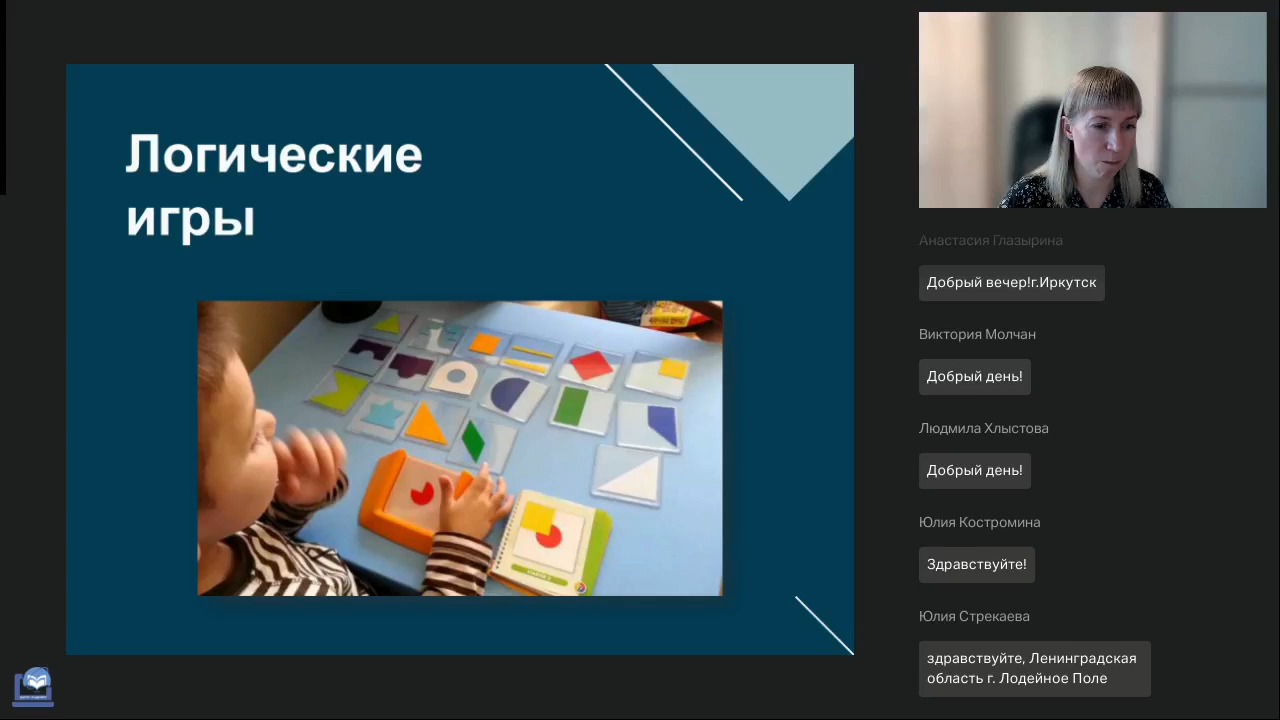 Логические
игры
Анастасия Глазырина
Добрый вечер!г.Иркутск
Виктория Молчан
Добрый день!
Людмила Хлыстова
Добрый день!
Юлия Костромина
Здравствуйте!
Юлия Стрекаева
здравствуйте, Ленинградская
область г. Лодейное Поле